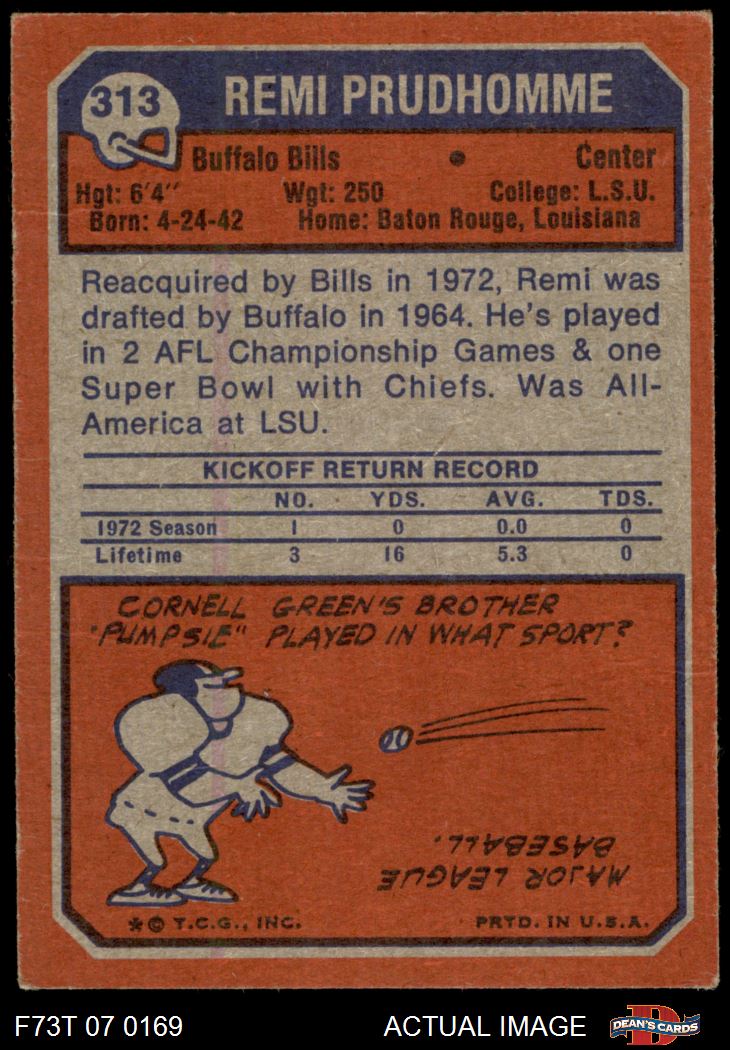 313
REMI PRUDHOMME
Buffalo Bills • Center
Hgt: 6'4" Wgt: 250 College: L.S.U.
Born: 4-24-42 Home: Baton Rouge, Louisiana
Reacquired by Bills in 1972, Remi was
drafted by Buffalo in 1964. He's played
in 2 AFL Championship Games & one
Super Bowl with Chiefs. Was All-
America at LSU.
KICKOFF RETURN RECORD
NO. YDS. AVG. TDS.
1972 Season 1 0 0.0 0
Lifetime 3 16 5.3 0
CORNELL GREEN'S BROTHER
"PUMPSIE" PLAYED IN WHAT SPORT?
MAJOR LEAGUE
BASEBALL.
*© T.C.G., INC. PRTD. IN U.S.A.
F73T 07 0169 ACTUAL IMAGE
D
DEAN'S CARDS